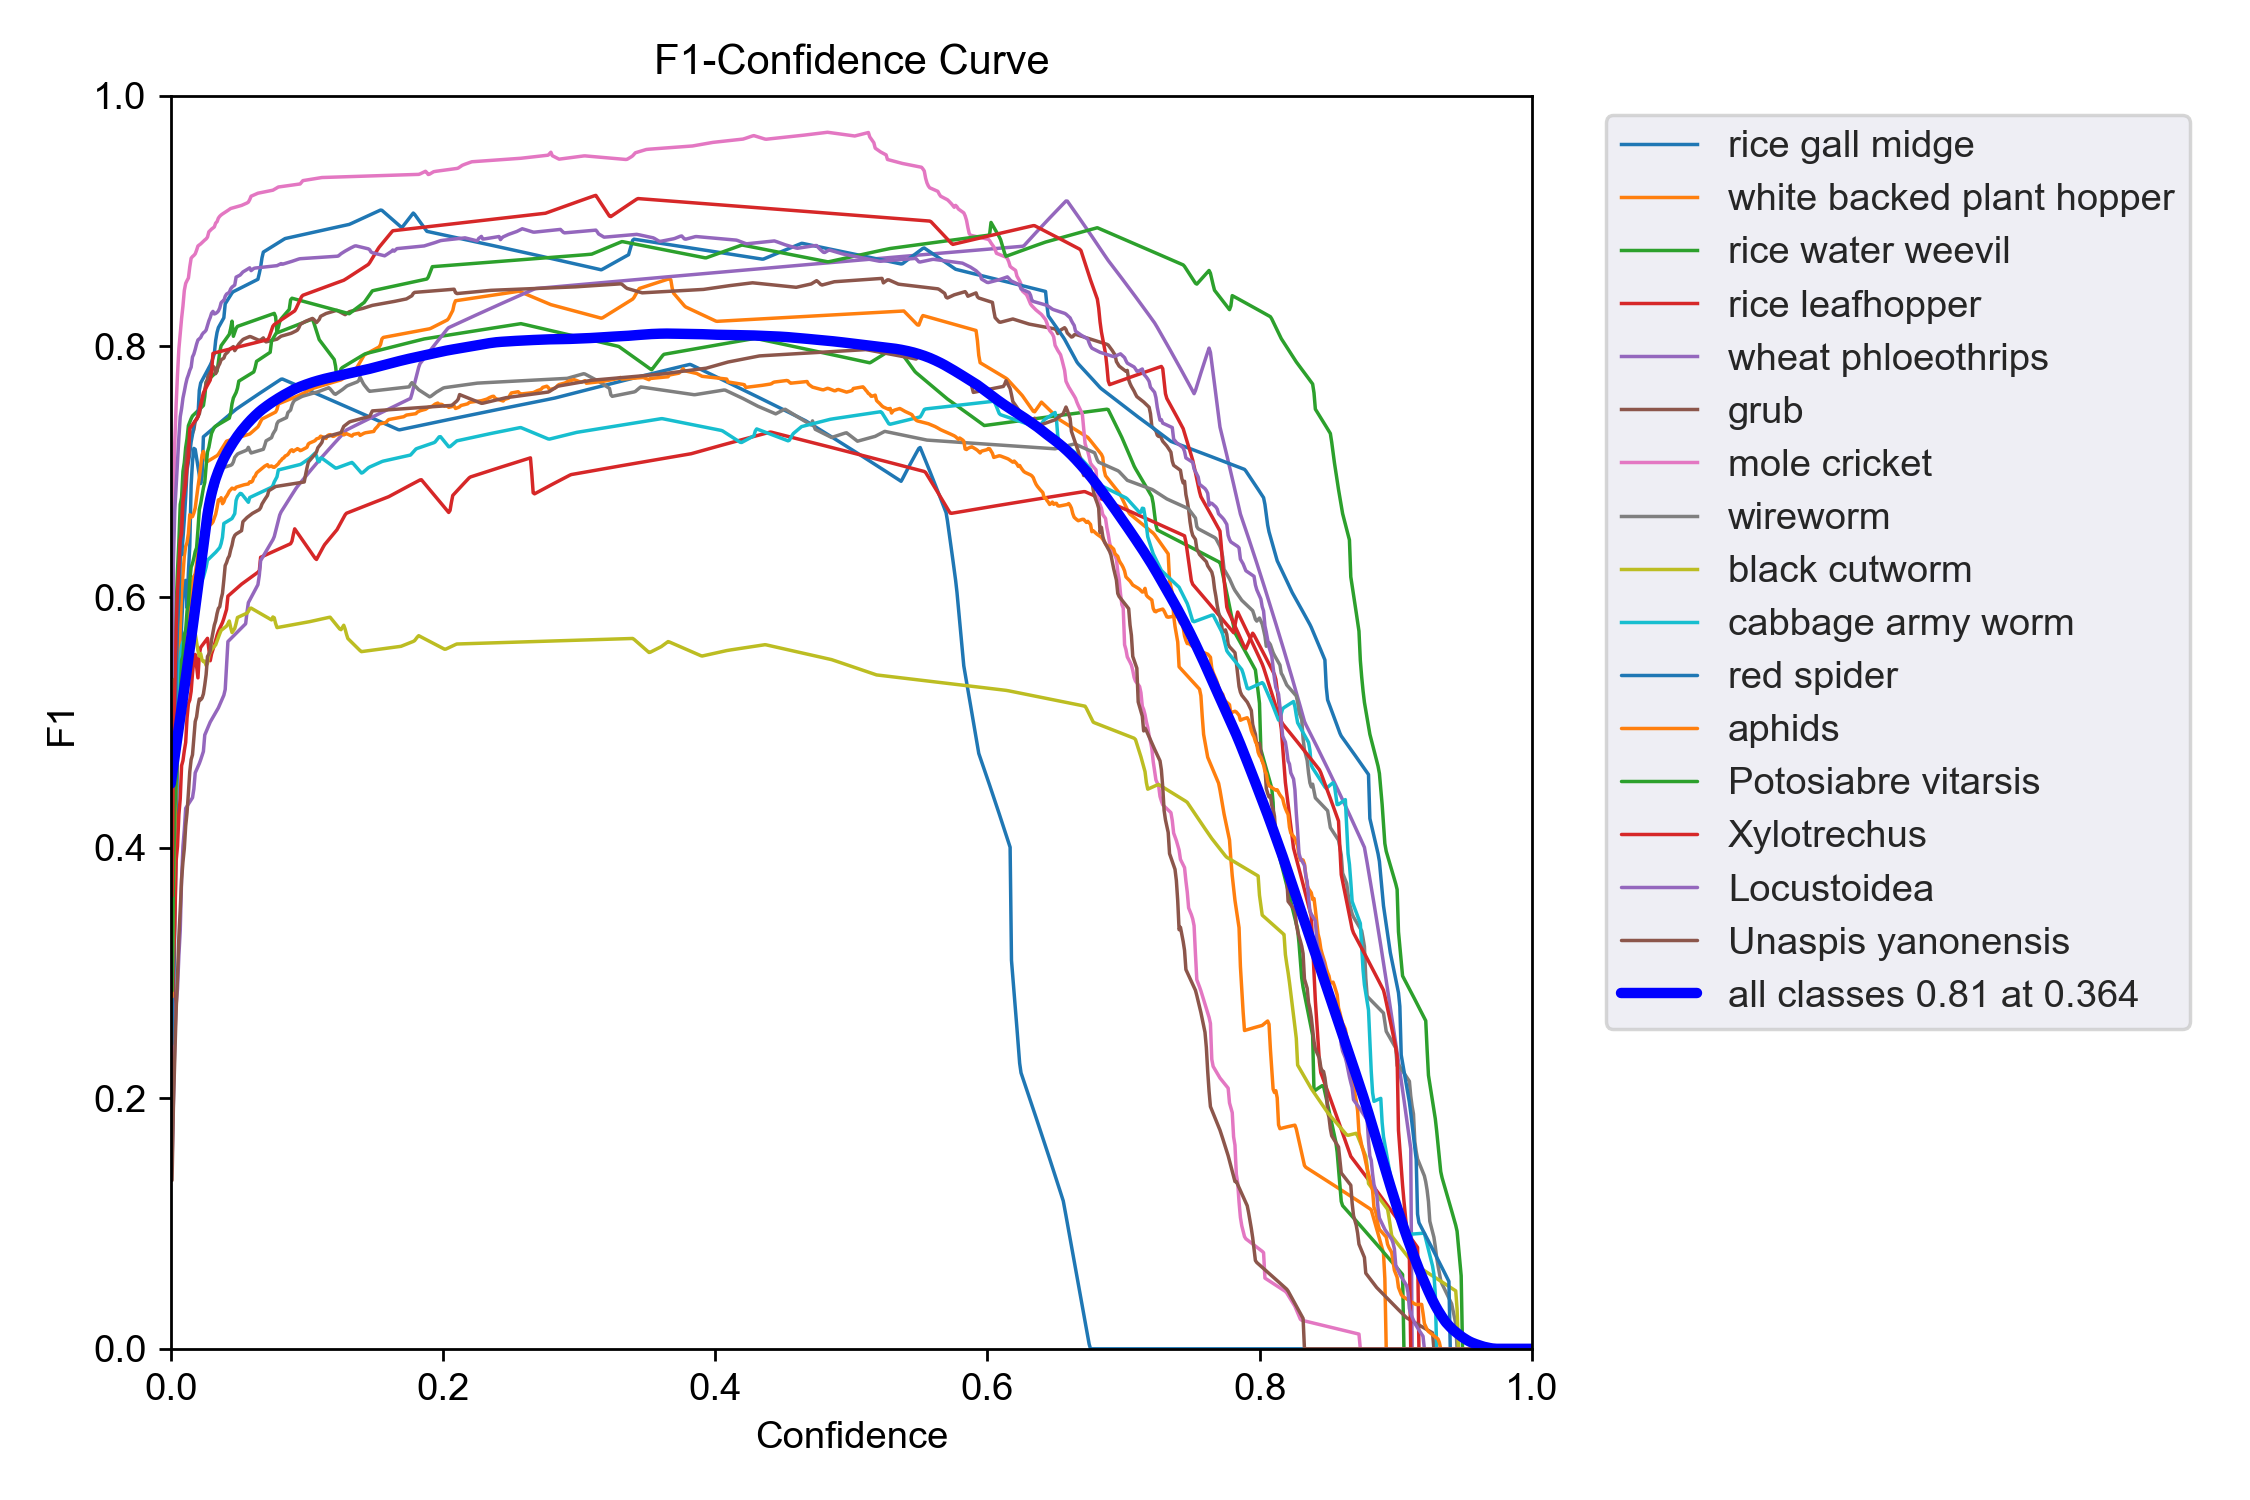 F1-Confidence Curve
1.0
0.8
0.6
0.4
0.2
0.0
F1
0.0 0.2 0.4 0.6 0.8 1.0
Confidence
rice gall midge
white backed plant hopper
rice water weevil
rice leafhopper
wheat phloeothrips
grub
mole cricket
wireworm
black cutworm
cabbage army worm
red spider
aphids
Potosiabre vitarsis
Xylotrechus
Locustoidea
Unaspis yanonensis
all classes 0.81 at 0.364